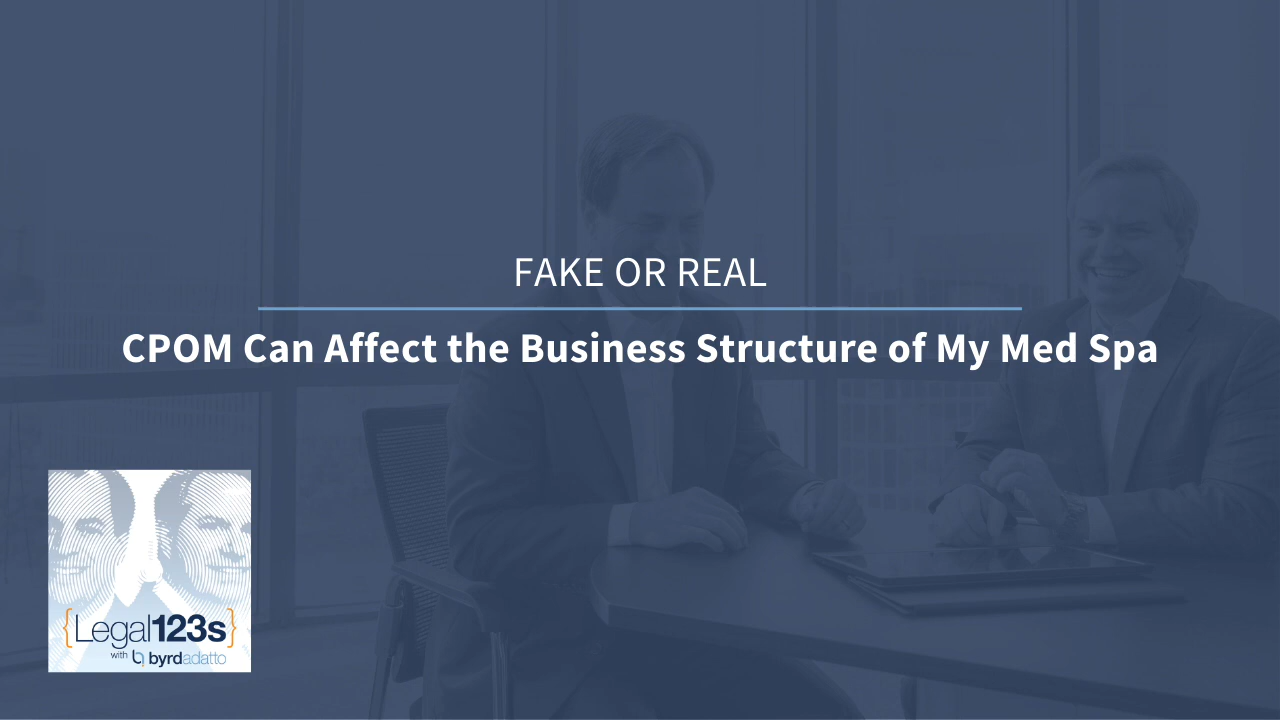 FAKE OR REAL
CPOM Can Affect the Business Structure of My Med Spa
{Legal123s}
with byrdadatto